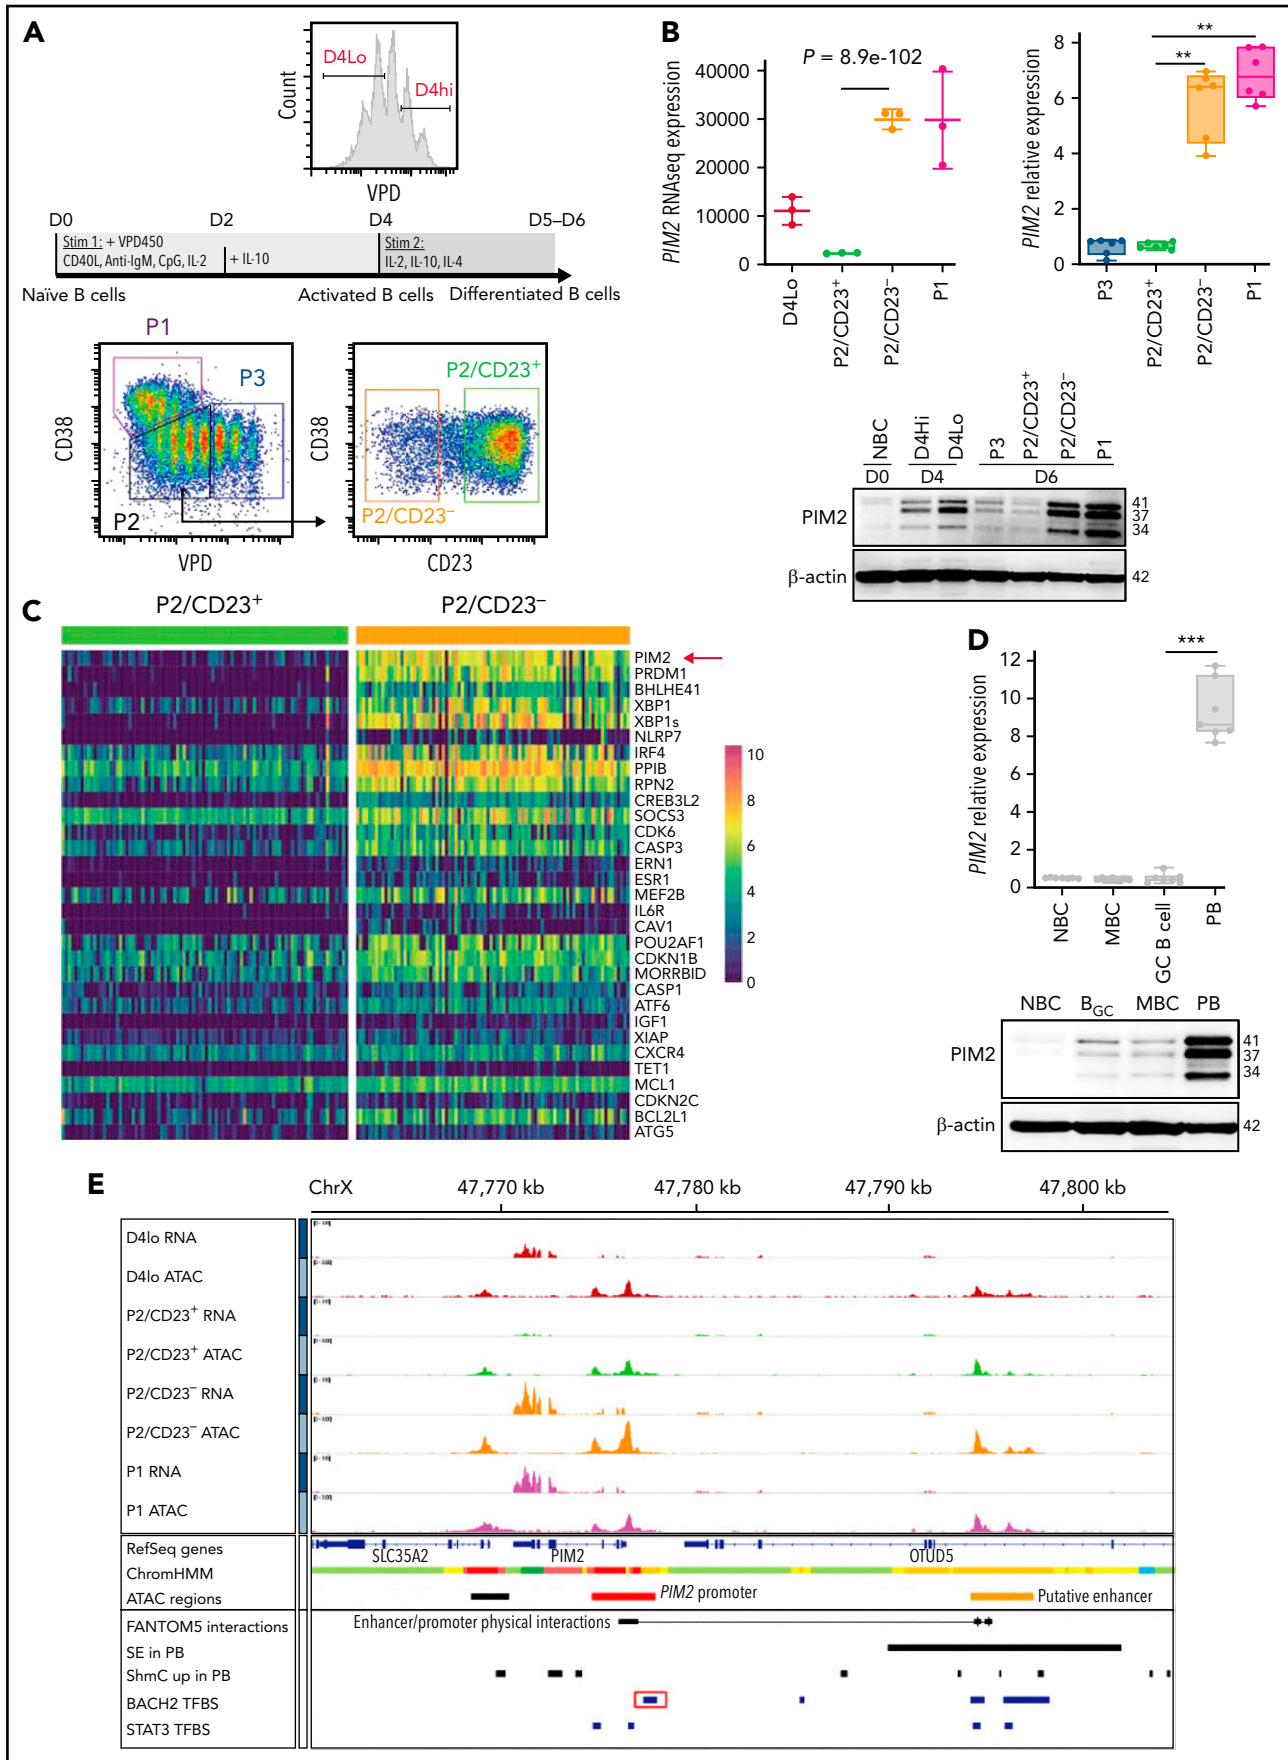 A
D4Lo
D4hi
Count
VPD
D0
D2
D4
D5–D6
Stim 1: + VPD450
CD40L, Anti-IgM, CpG, IL-2
+ IL-10
Stim 2:
IL-2, IL-10, IL-4
Naïve B cells
Activated B cells
Differentiated B cells
P1
P3
P2
CD38
VPD
P2/CD23+
P2/CD23–
CD38
CD23
B
P = 8.9e-102
PIM2 RNAseq expression
40000
30000
20000
10000
0
D4Lo
P2/CD23+
P2/CD23–
P1
**
**
PIM2 relative expression
8
6
4
2
0
P3
P2/CD23+
P2/CD23–
P1
NBC
D4Hi
D4Lo
P3
P2/CD23+
P2/CD23–
P1
D0
D4
D6
PIM2
41
37
34
β-actin
42
C
P2/CD23+
P2/CD23–
PIM2
PRDM1
BHLHE41
XBP1
XBP1s
NLRP7
IRF4
PPIB
RPN2
CREB3L2
SOCS3
CDK6
CASP3
ERN1
ESR1
MEF2B
IL6R
CAV1
POU2AF1
CDKN1B
MORRBID
CASP1
ATF6
IGF1
XIAP
CXCR4
TET1
MCL1
CDKN2C
BCL2L1
ATG5
10
8
6
4
2
0
D
***
PIM2 relative expression
12
10
8
6
4
2
0
NBC
MBC
GC B cell
PB
NBC
BGC
MBC
PB
PIM2
41
37
34
β-actin
42
E
ChrX
47,770 kb
47,780 kb
47,790 kb
47,800 kb
D4lo RNA
D4lo ATAC
P2/CD23+ RNA
P2/CD23+ ATAC
P2/CD23– RNA
P2/CD23– ATAC
P1 RNA
P1 ATAC
RefSeq genes
SLC35A2
PIM2
OTUD5
ChromHMM
ATAC regions
PIM2 promoter
Putative enhancer
FANTOM5 interactions
Enhancer/promoter physical interactions
SE in PB
ShmC up in PB
BACH2 TFBS
STAT3 TFBS